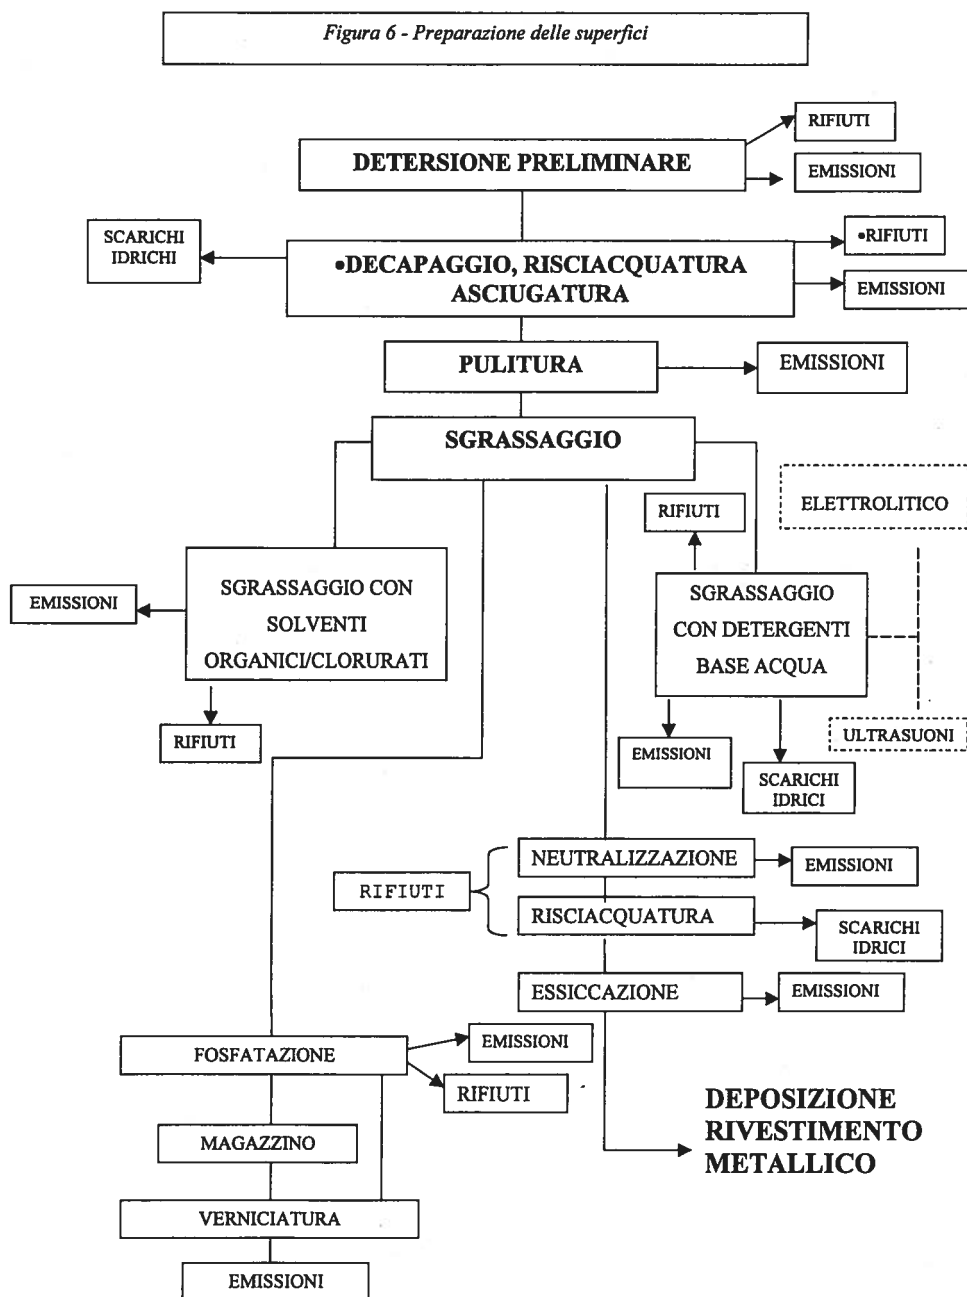 Figura 6 - Preparazione delle superfici
RIFIUTI
DETERSIONE PRELIMINARE
EMISSIONI
SCARICHI
IDRICHI
•RIFIUTI
•DECAPAGGIO, RISCIACQUATURA
ASCIUGATURA
EMISSIONI
PULITURA
EMISSIONI
SGRASSAGGIO
ELETTROLITICO
RIFIUTI
SGRASSAGGIO CON
SOLVENTI
ORGANICI/CLORURATI
EMISSIONI
SGRASSAGGIO
CON DETERGENTI
BASE ACQUA
RIFIUTI
ULTRASUONI
EMISSIONI
SCARICHI
IDRICI
NEUTRALIZZAZIONE
EMISSIONI
RIFIUTI
RISCIACQUATURA
SCARICHI
IDRICI
ESSICCAZIONE
EMISSIONI
FOSFATAZIONE
EMISSIONI
RIFIUTI
DEPOSIZIONE
RIVESTIMENTO
METALLICO
MAGAZZINO
VERNICIATURA
EMISSIONI